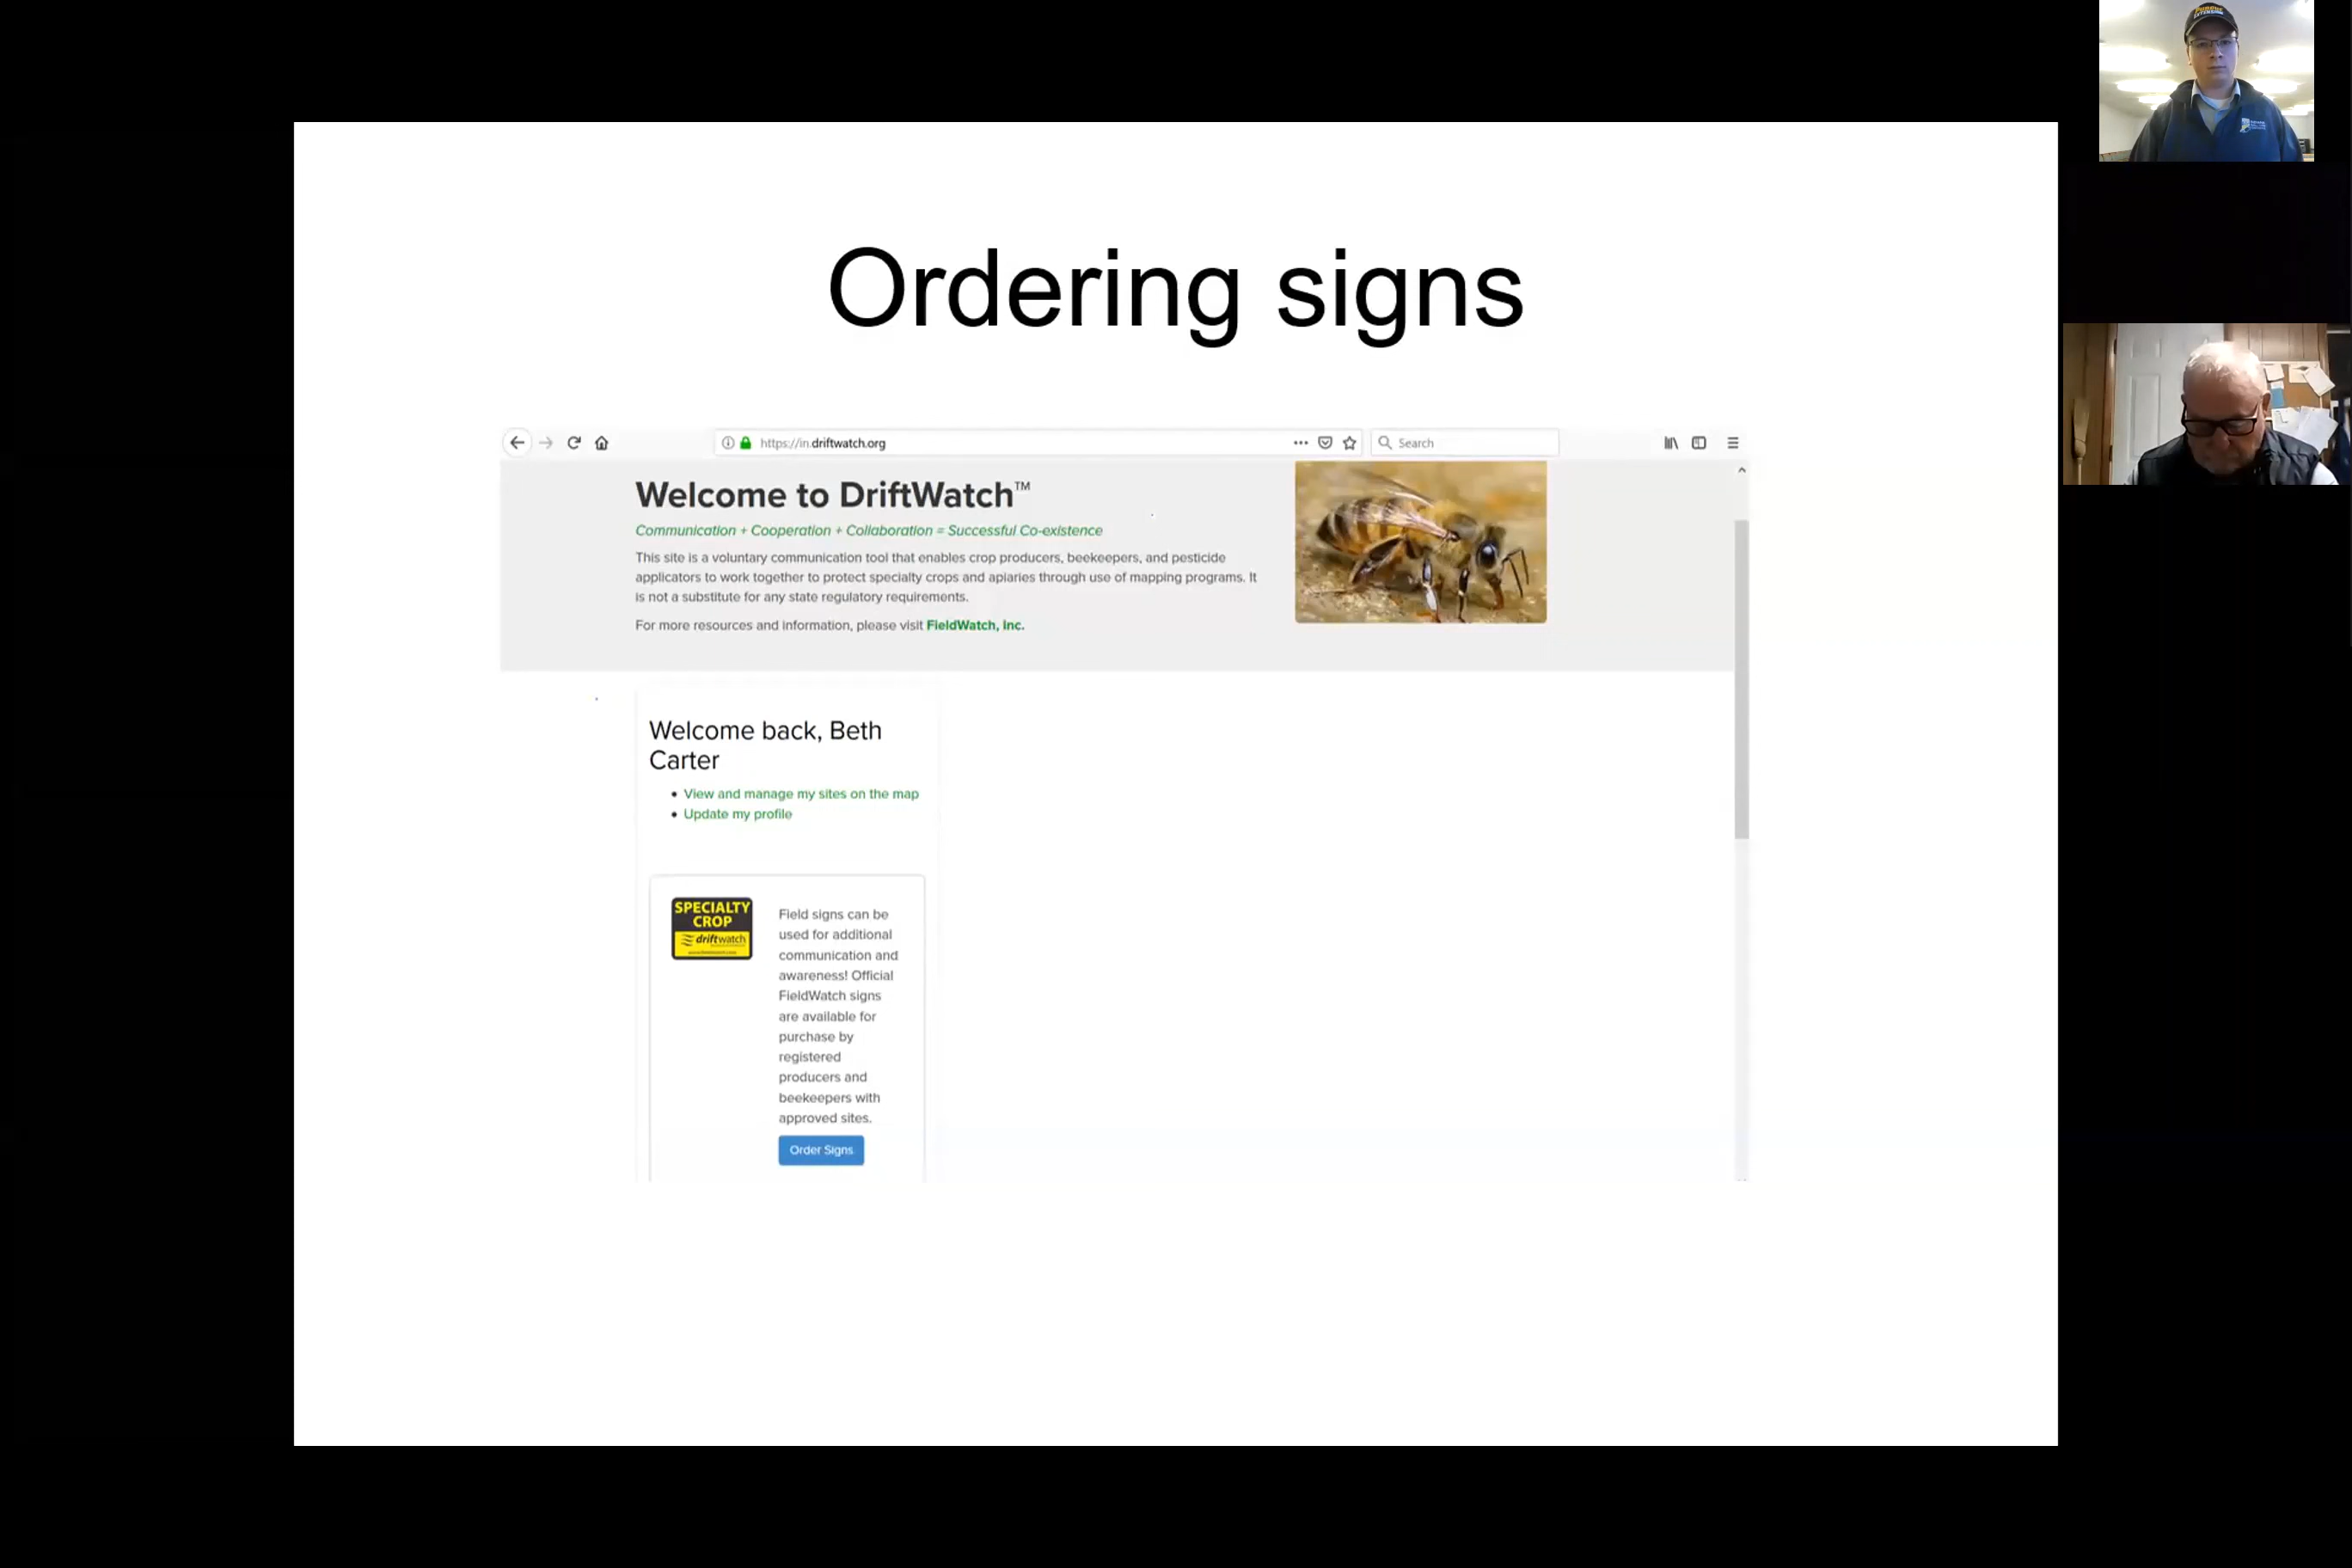 PURDUE
EXTENSION
Ordering signs
https://in.driftwatch.org
Search
Welcome to DriftWatch™
Communication + Cooperation + Collaboration = Successful Co-existence
This site is a voluntary communication tool that enables crop producers, beekeepers, and pesticide
applicators to work together to protect specialty crops and apiaries through use of mapping programs. It
is not a substitute for any state regulatory requirements.
For more resources and information, please visit FieldWatch, Inc.
Welcome back, Beth
Carter
• View and manage my sites on the map
• Update my profile
SPECIALTY
CROP
driftwatch
Field signs can be
used for additional
communication and
awareness! Official
FieldWatch signs
are available for
purchase by
registered
producers and
beekeepers with
approved sites.
Order Signs